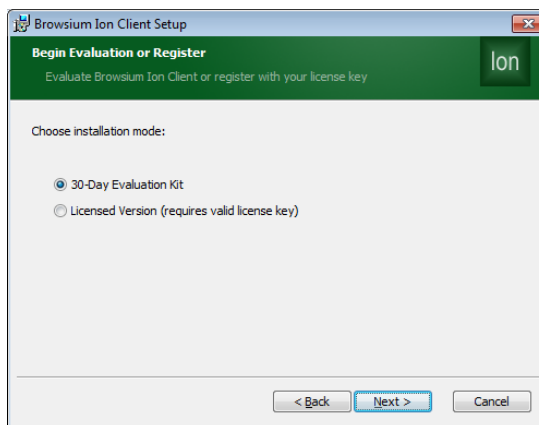 Browsium Ion Client Setup
Begin Evaluation or Register
Evaluate Browsium Ion Client or register with your license key
Ion
Choose installation mode:
30-Day Evaluation Kit
Licensed Version (requires valid license key)
< Back Next > Cancel